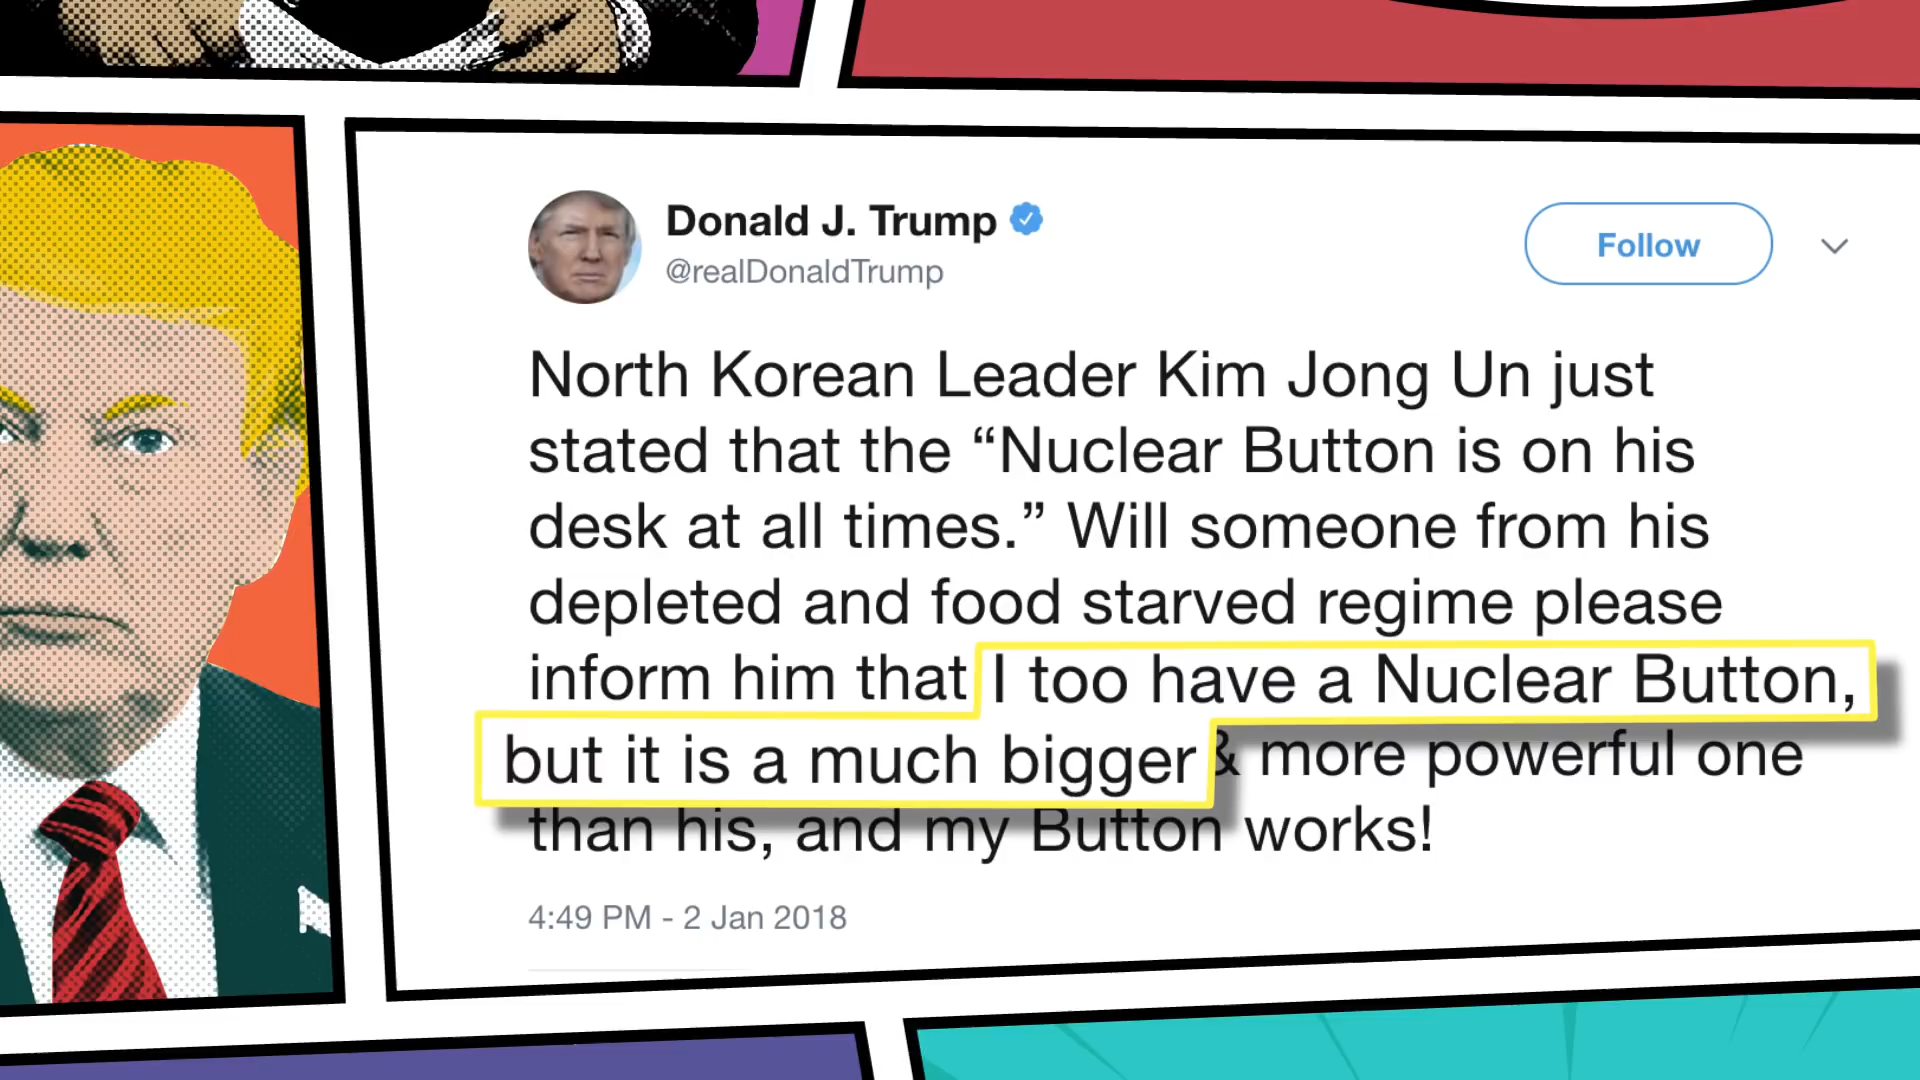 Donald J. Trump
@realDonaldTrump
Follow
North Korean Leader Kim Jong Un just
stated that the “Nuclear Button is on his
desk at all times.” Will someone from his
depleted and food starved regime please
inform him that I too have a Nuclear Button,
but it is a much bigger & more powerful one
than his, and my Button works!
4:49 PM - 2 Jan 2018